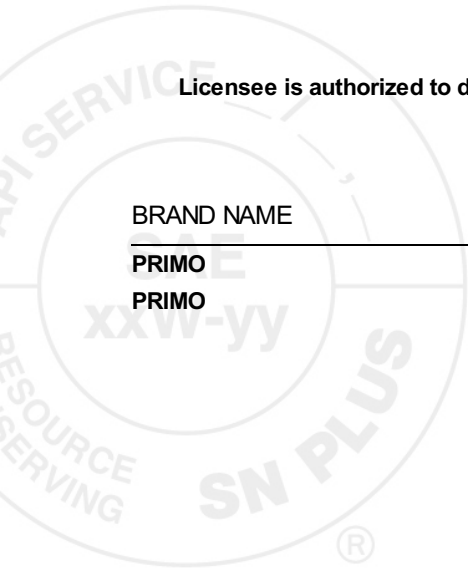 Licensee is authorized to d
BRAND NAME
PRIMO
PRIMO
API SERVICE
SAE
XXW-yy
RESOURCE
SERVING
SN PLUS
®